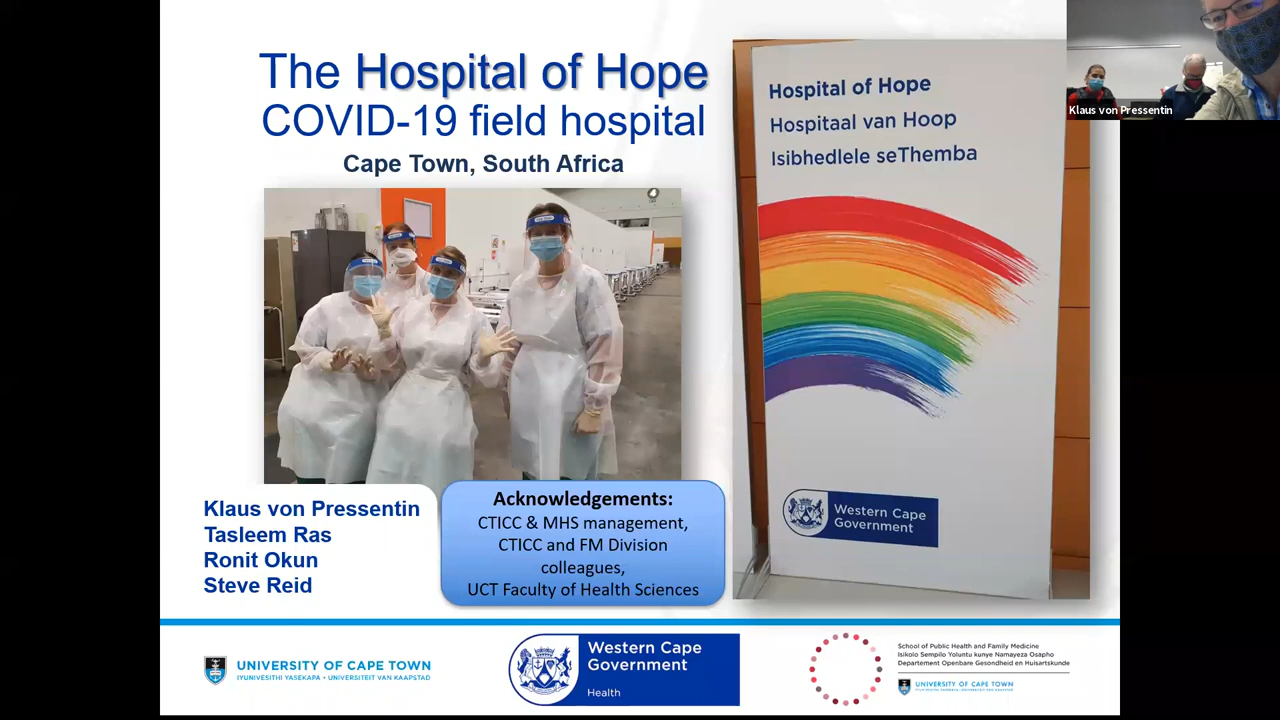 The Hospital of Hope
COVID-19 field hospital
Cape Town, South Africa
Hospital of Hope
Hospitaal van Hoop
Isibhedlele seThemba
Western Cape
Government
Klaus von Pressentin
Klaus von Pressentin
Tasleem Ras
Ronit Okun
Steve Reid
Acknowledgements:
CTICC & MHS management,
CTICC and FM Division
colleagues,
UCT Faculty of Health Sciences
UNIVERSITY OF CAPE TOWN
IYUNIVESITHI YASEKAPA • UNIVERSITEIT VAN KAAPSTAD
Western Cape
Government
Health
School of Public Health and Family Medicine
Isikolo Sempilo Yoluntu kunye Namayeza Osapho
Departement Openbare Gesondheid en Huisartskunde
UNIVERSITY OF CAPE TOWN